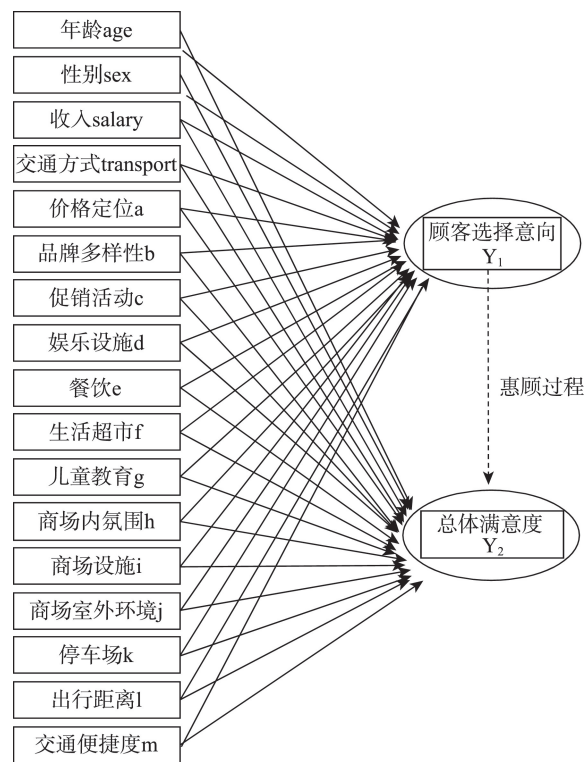 年龄age
性别sex
收入salary
交通方式transport
价格定位a
品牌多样性b
促销活动c
娱乐设施d
餐饮e
生活超市f
儿童教育g
商场内氛围h
商场设施i
商场室外环境j
停车场k
出行距离l
交通便捷度m
顾客选择意向
Y₁
惠顾过程
总体满意度
Y₂